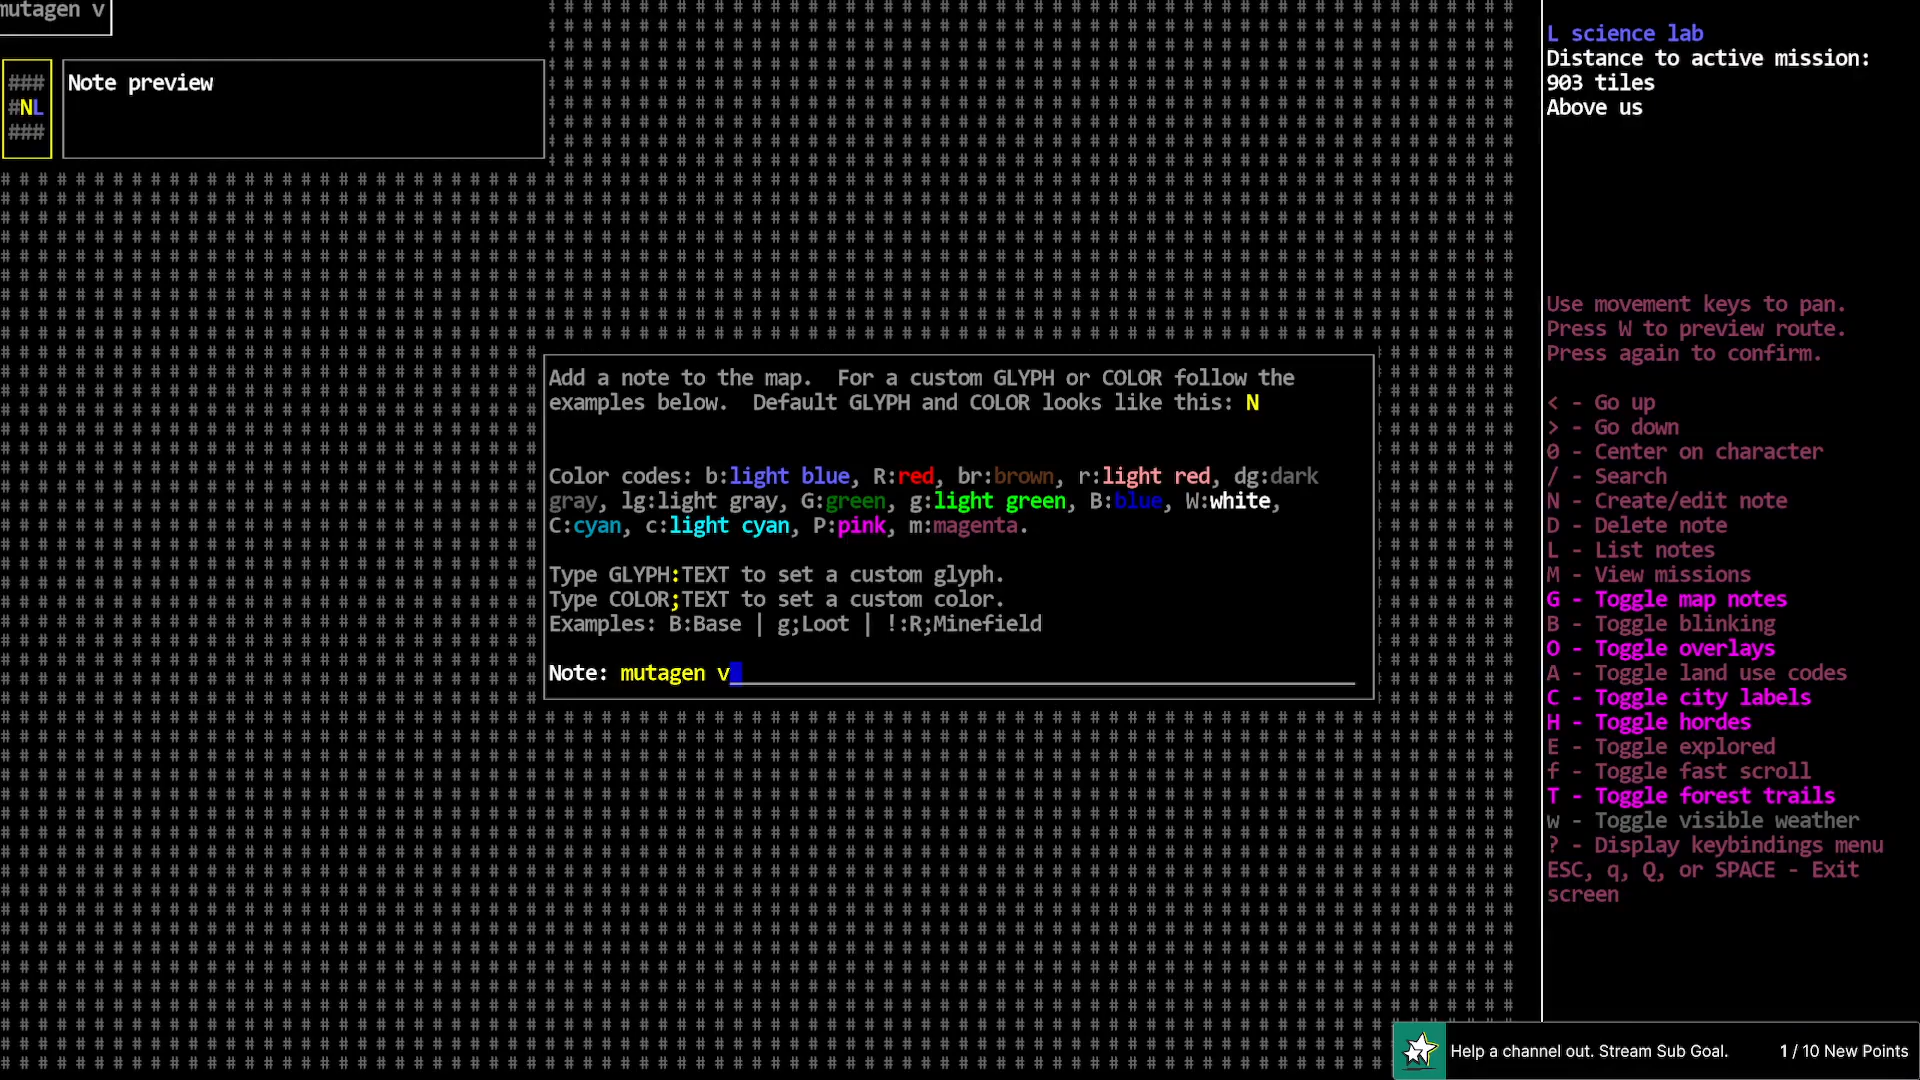 mutagen v
###
#NL
###
Note preview
Add a note to the map.  For a custom GLYPH or COLOR follow the
examples below.  Default GLYPH and COLOR looks like this: N
Color codes: b:light blue, R:red, br:brown, r:light red, dg:dark
gray, lg:light gray, G:green, g:light green, B:blue, W:white,
C:cyan, c:light cyan, P:pink, m:magenta.
Type GLYPH:TEXT to set a custom glyph.
Type COLOR;TEXT to set a custom color.
Examples: B:Base | g;Loot | !:R;Minefield
Note: mutagen v
L science lab
Distance to active mission:
903 tiles
Above us
Use movement keys to pan.
Press W to preview route.
Press again to confirm.
< - Go up
> - Go down
0 - Center on character
/ - Search
N - Create/edit note
D - Delete note
L - List notes
M - View missions
G - Toggle map notes
B - Toggle blinking
O - Toggle overlays
A - Toggle land use codes
C - Toggle city labels
H - Toggle hordes
E - Toggle explored
f - Toggle fast scroll
T - Toggle forest trails
w - Toggle visible weather
? - Display keybindings menu
ESC, q, Q, or SPACE - Exit
screen
Help a channel out. Stream Sub Goal. 1 / 10 New Points